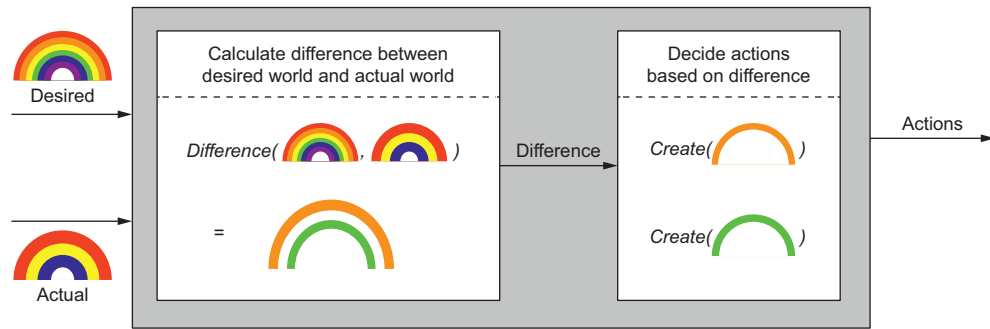 Desired
Actual
Calculate difference between
desired world and actual world
Difference( , )
=
Difference
Decide actions
based on difference
Create( )
Create( )
Actions